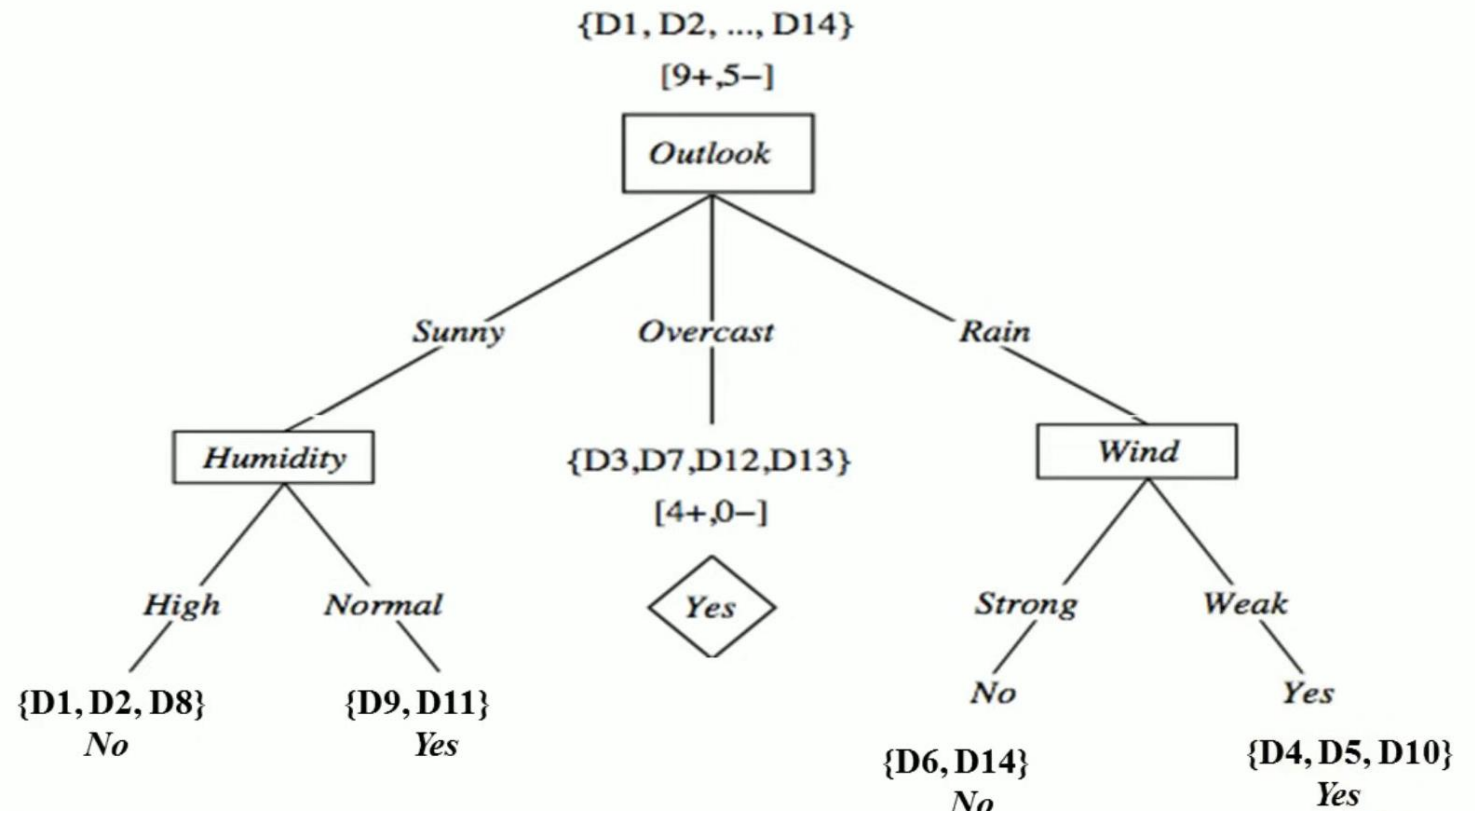 {D1, D2, ..., D14}
[9+,5−]
Outlook
Sunny
Overcast
Rain
Humidity
{D3,D7,D12,D13}
[4+,0−]
Wind
High
Normal
Yes
Strong
Weak
{D1, D2, D8}
No
{D9, D11}
Yes
No
Yes
{D6, D14}
No
{D4, D5, D10}
Yes